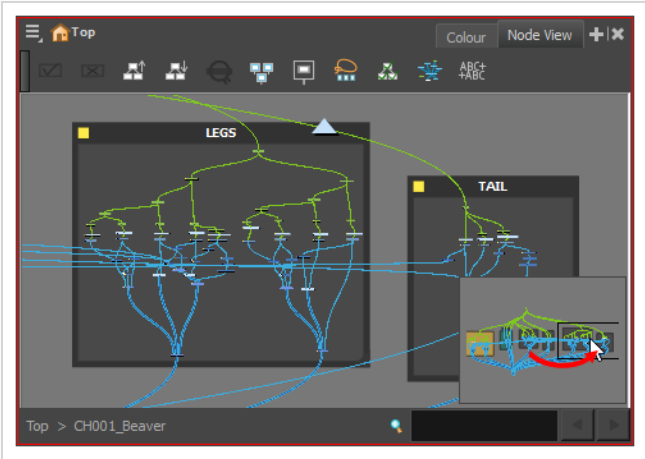 Top
Colour
Node View
ABC+
+ABC
LEGS
TAIL
Top > CH001_Beaver